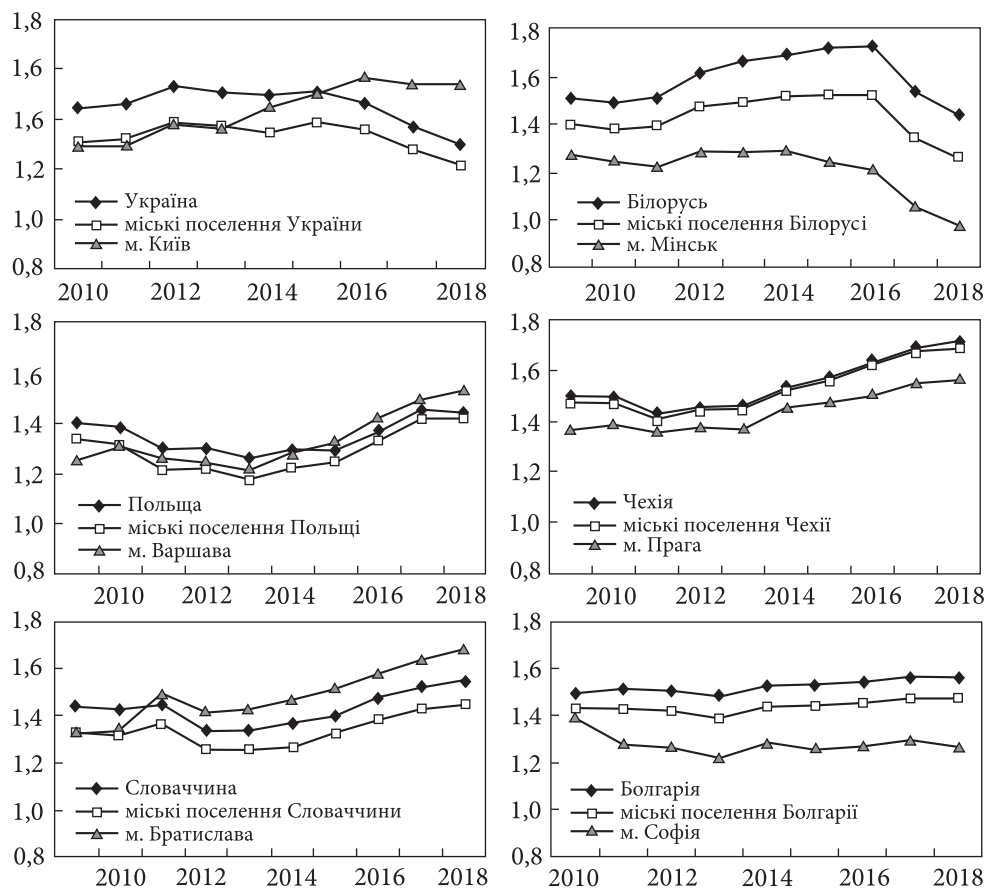 1,8
1,6
1,6
1,2
1,0
0,8
Україна
міські поселення України
м. Київ
2010 2012 2014 2016 2018
1,8
1,6
1,4
1,2
1,0
0,8
Білорусь
міські поселення Білорусі
м. Мінськ
2010 2012 2014 2016 2018
1,8
1,6
1,4
1,2
1,0
0,8
Польща
міські поселення Польщі
м. Варшава
2010 2012 2014 2016 2018
1,8
1,6
1,4
1,2
1,0
0,8
Чехія
міські поселення Чехії
м. Прага
2010 2012 2014 2016 2018
1,8
1,6
1,4
1,2
1,0
0,8
Словаччина
міські поселення Словаччини
м. Братислава
2010 2012 2014 2016 2018
1,8
1,6
1,4
1,2
1,0
0,8
Болгарія
міські поселення Болгарії
м. Софія
2010 2012 2014 2016 2018